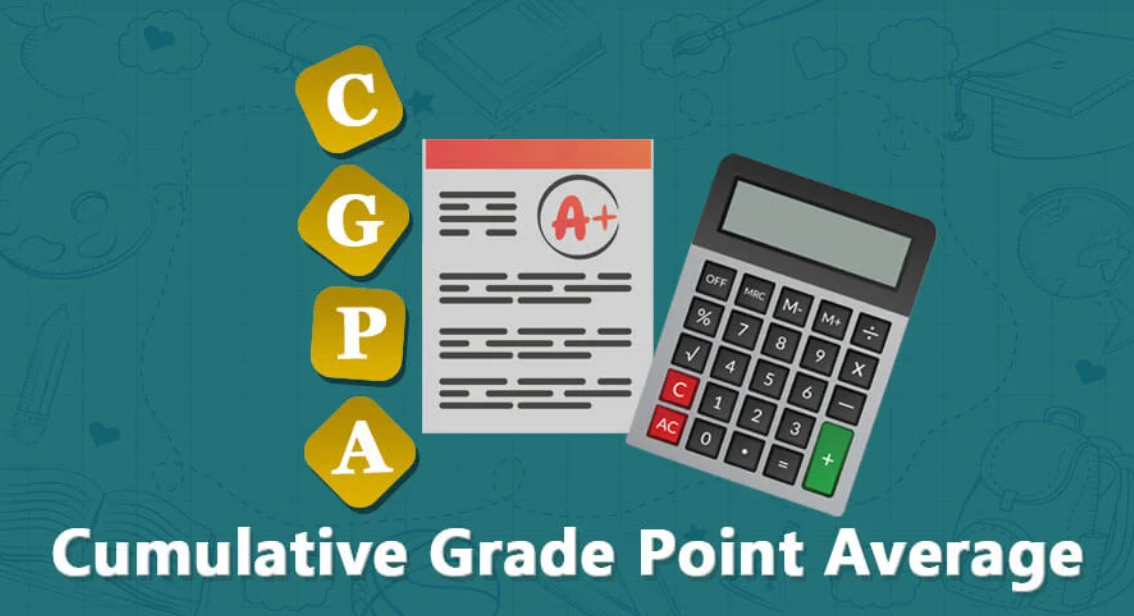 C
G
P
A
A+
OFF MRC M- M+ ÷
% 7 8 9 X
√ 4 5 6 —
C 1 2 3 +
AC 0 • =
Cumulative Grade Point Average